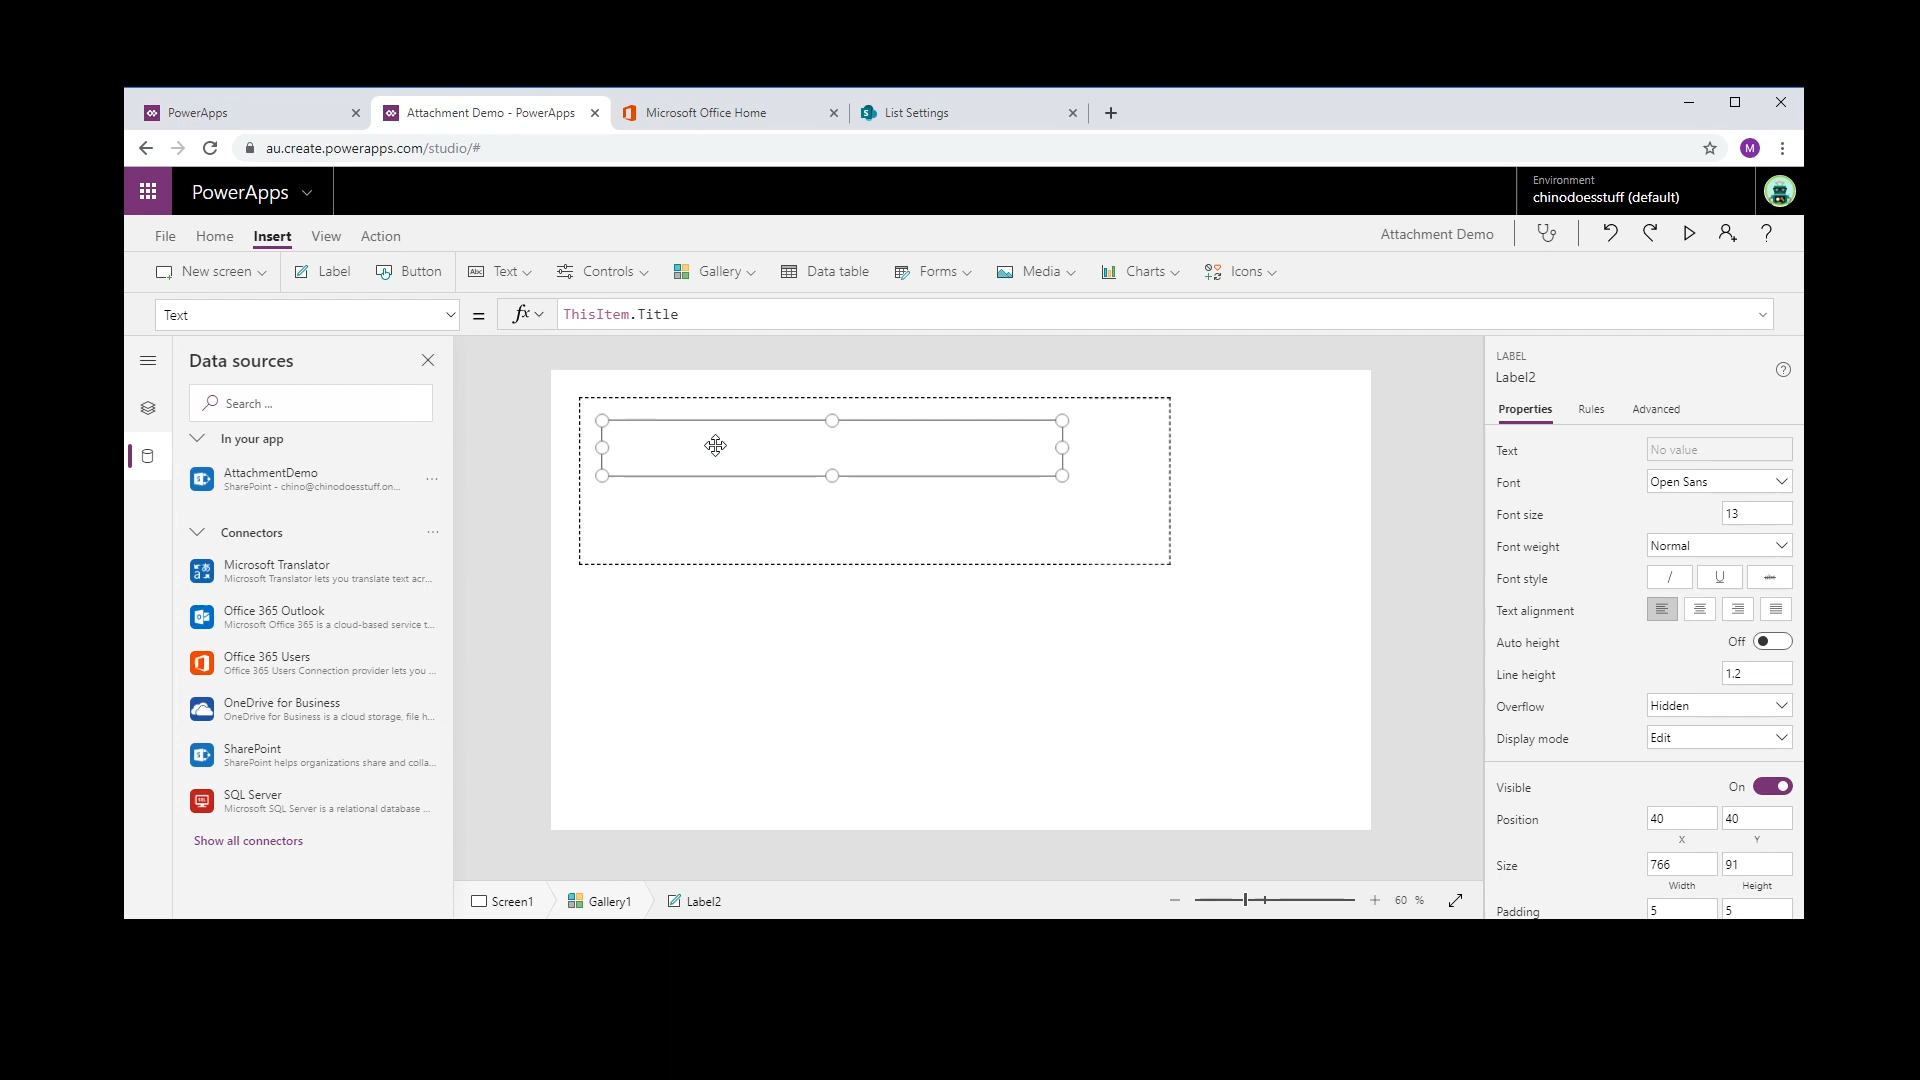 PowerApps
Attachment Demo - PowerApps
Microsoft Office Home
List Settings
au.create.powerapps.com/studio/#
M
PowerApps
Environment
chinodoesstuff (default)
File Home Insert View Action
Attachment Demo
New screen Label Button Text Controls Gallery Data table Forms Media Charts Icons
Text = fx ThisItem.Title
Data sources
Search ...
In your app
AttachmentDemo
SharePoint - chino@chinodoesstuff.on...
Connectors
Microsoft Translator
Microsoft Translator lets you translate text acr...
Office 365 Outlook
Microsoft Office 365 is a cloud-based service t...
Office 365 Users
Office 365 Users Connection provider lets you ...
OneDrive for Business
OneDrive for Business is a cloud storage, file h...
SharePoint
SharePoint helps organizations share and colla...
SQL Server
Microsoft SQL Server is a relational database ...
Show all connectors
Screen1 Gallery1 Label2
60 %
LABEL
Label2
Properties Rules Advanced
Text No value
Font Open Sans
Font size 13
Font weight Normal
Font style
Text alignment
Auto height Off
Line height 1.2
Overflow Hidden
Display mode Edit
Visible On
Position 40 40
X Y
Size 766 91
Width Height
Padding 5 5